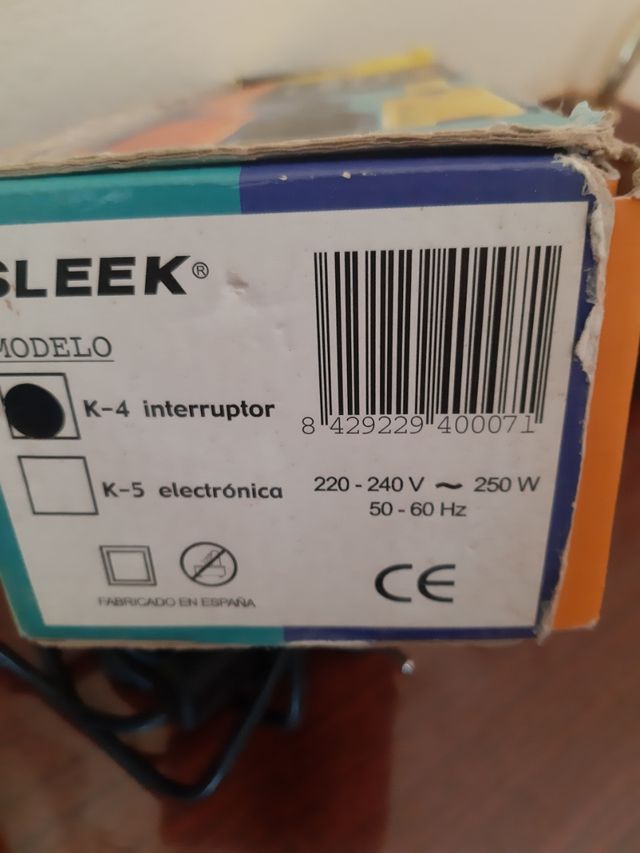 SLEEK®
MODELO
K-4 interruptor
K-5 electrónica
8 429229 400071
220 - 240 V ~ 250 W
50 - 60 Hz
CE
FABRICADO EN ESPAÑA